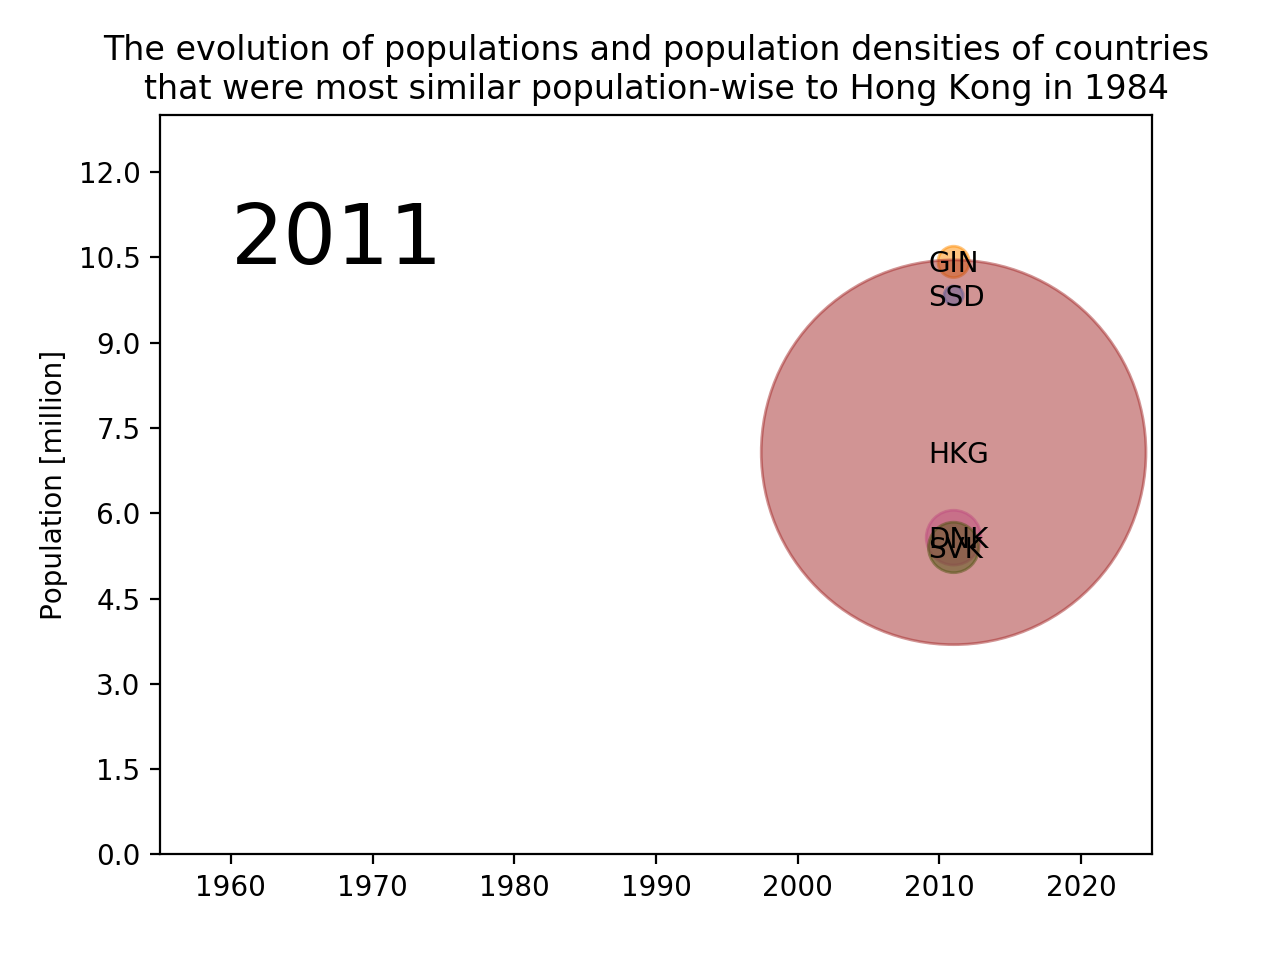 The evolution of populations and population densities of countries
that were most similar population-wise to Hong Kong in 1984
2011
Population [million]
12.0
10.5
9.0
7.5
6.0
4.5
3.0
1.5
0.0
GIN
SSD
HKG
DNK
SVK
1960 1970 1980 1990 2000 2010 2020